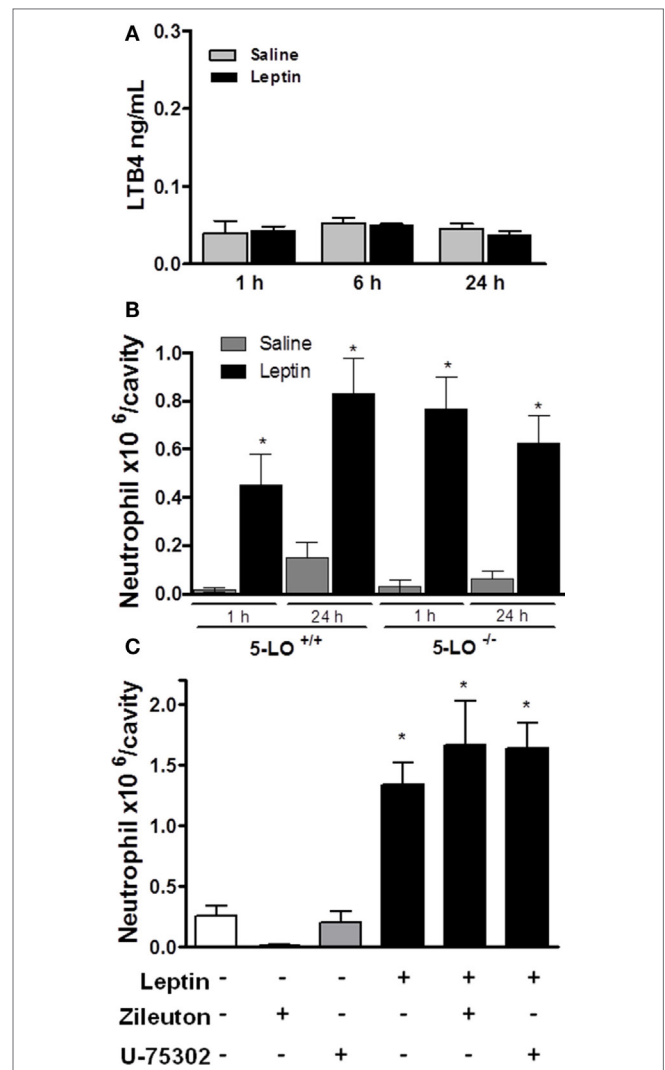 A
0.3
0.2
0.1
0.0
LTB4 ng/mL
Saline
Leptin
1 h 6 h 24 h
B
1.0
0.8
0.6
0.4
0.2
0.0
Neutrophil x10 6/cavity
Saline
Leptin
* * * *
1 h 24 h 1 h 24 h
5-LO +/+ 5-LO -/-
C
2.0
1.5
1.0
0.5
0.0
Neutrophil x10 6/cavity
* * *
Leptin - - - + + +
Zileuton - + - - + -
U-75302 - - + - - +